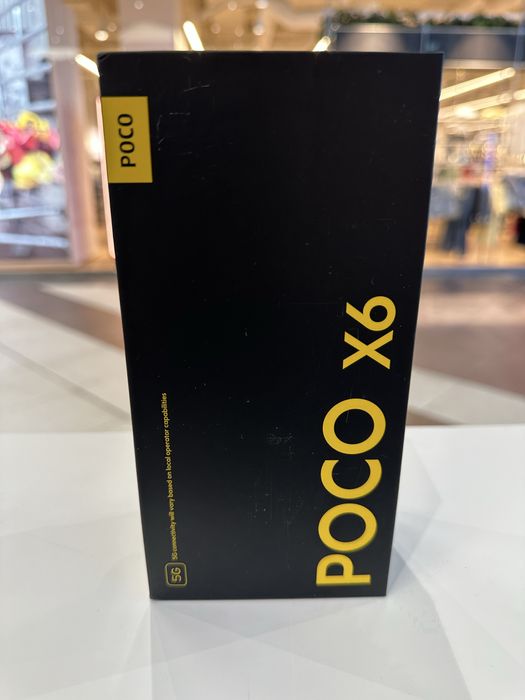 POCO
POCO X6
5G
5G connectivity will vary based on local operator capabilities